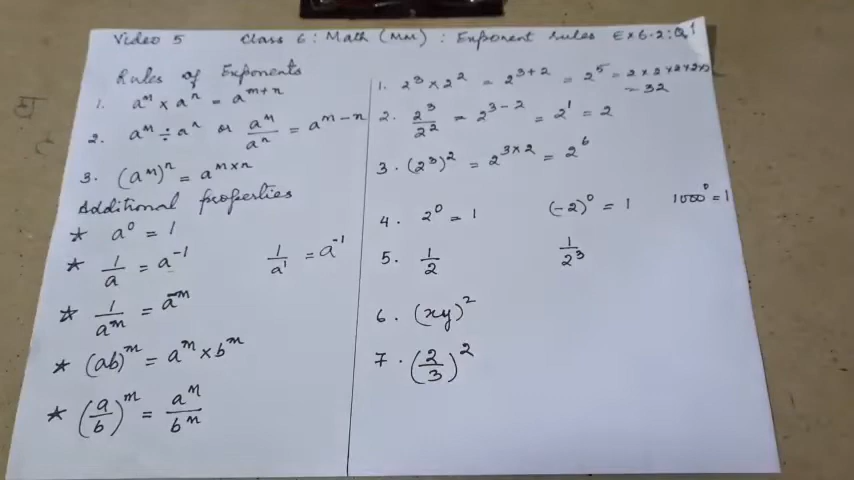 Video 5 Class 6 : Math (MM) : Exponent rules Ex 6.2 : Q1
Rules of Exponents
1. aᵐ × aⁿ = aᵐ⁺ⁿ
2. aᵐ ÷ aⁿ or aᵐ/aⁿ = aᵐ⁻ⁿ
3. (aᵐ)ⁿ = aᵐˣⁿ
Additional properties
* a⁰ = 1
* 1/a = a⁻¹ 1/a¹ = a⁻¹
* 1/aᵐ = a⁻ᵐ
* (ab)ᵐ = aᵐ × bᵐ
* (a/b)ᵐ = aᵐ/bᵐ
1. 2³ × 2² = 2³⁺² = 2⁵ = 2×2×2×2×2
= 32
2. 2³/2² = 2³⁻² = 2¹ = 2
3. (2³)² = 2³ˣ² = 2⁶
4. 2⁰ = 1 (-2)⁰ = 1 1000⁰ = 1
5. 1/2 1/2³
6. (xy)²
7. (2/3)²